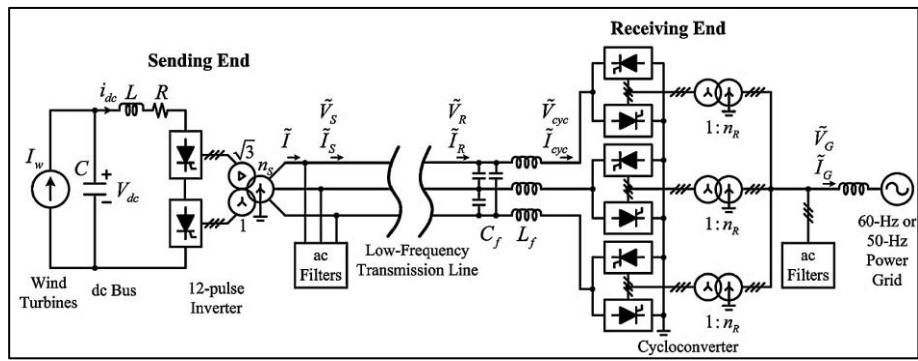 Sending End
Receiving End
i_dc L R
I_w
C
+
V_dc
−
√3
n_S
1
Ĩ
Ṽ_S
Ĩ_S
Ṽ_R
Ĩ_R
Ṽ_cyc
Ĩ_cyc
C_f L_f
1:n_R
1:n_R
1:n_R
Ṽ_G
Ĩ_G
Wind
Turbines
dc Bus
12-pulse
Inverter
ac
Filters
Low-Frequency
Transmission Line
Cycloconverter
ac
Filters
60-Hz or
50-Hz
Power
Grid